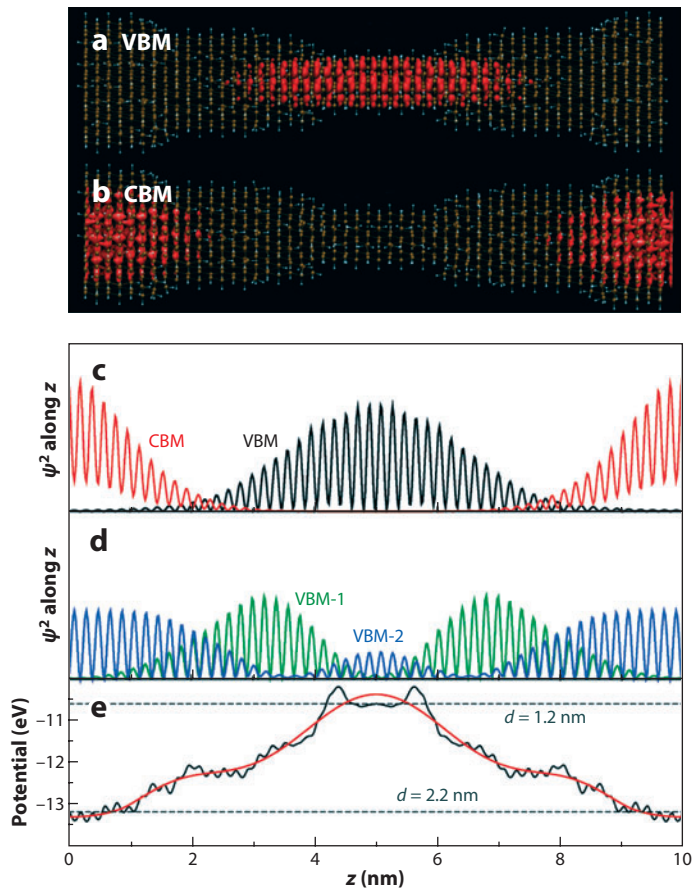 a VBM
b CBM
c
ψ² along z
CBM
VBM
d
ψ² along z
VBM-1
VBM-2
e
Potential (eV)
−11
−12
−13
d = 1.2 nm
d = 2.2 nm
0 2 4 6 8 10
z (nm)